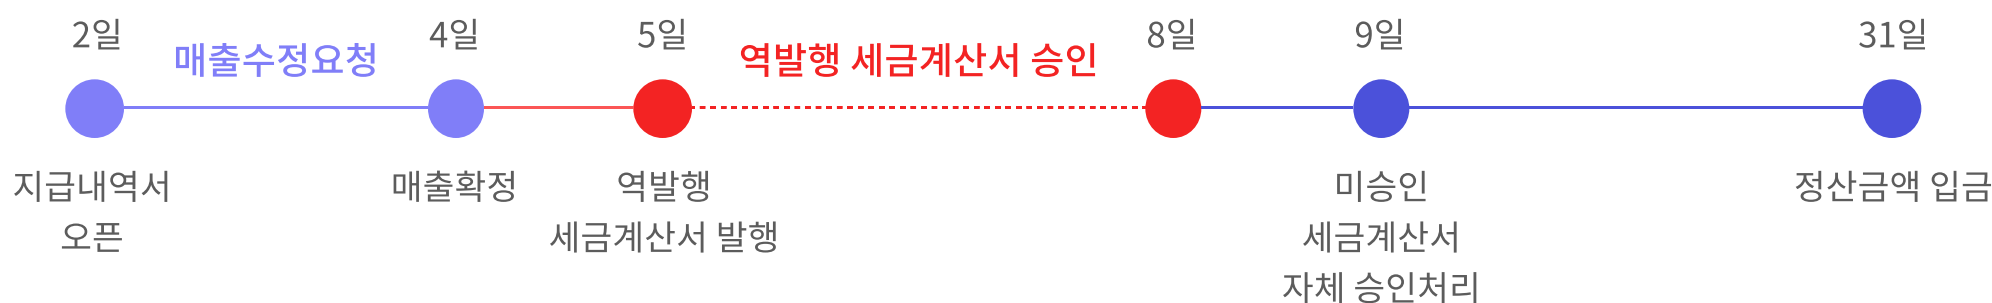 2일
매출수정요청
4일
5일
역발행 세금계산서 승인
8일
9일
31일
지급내역서
오픈
매출확정
역발행
세금계산서 발행
미승인
세금계산서
자체 승인처리
정산금액 입금